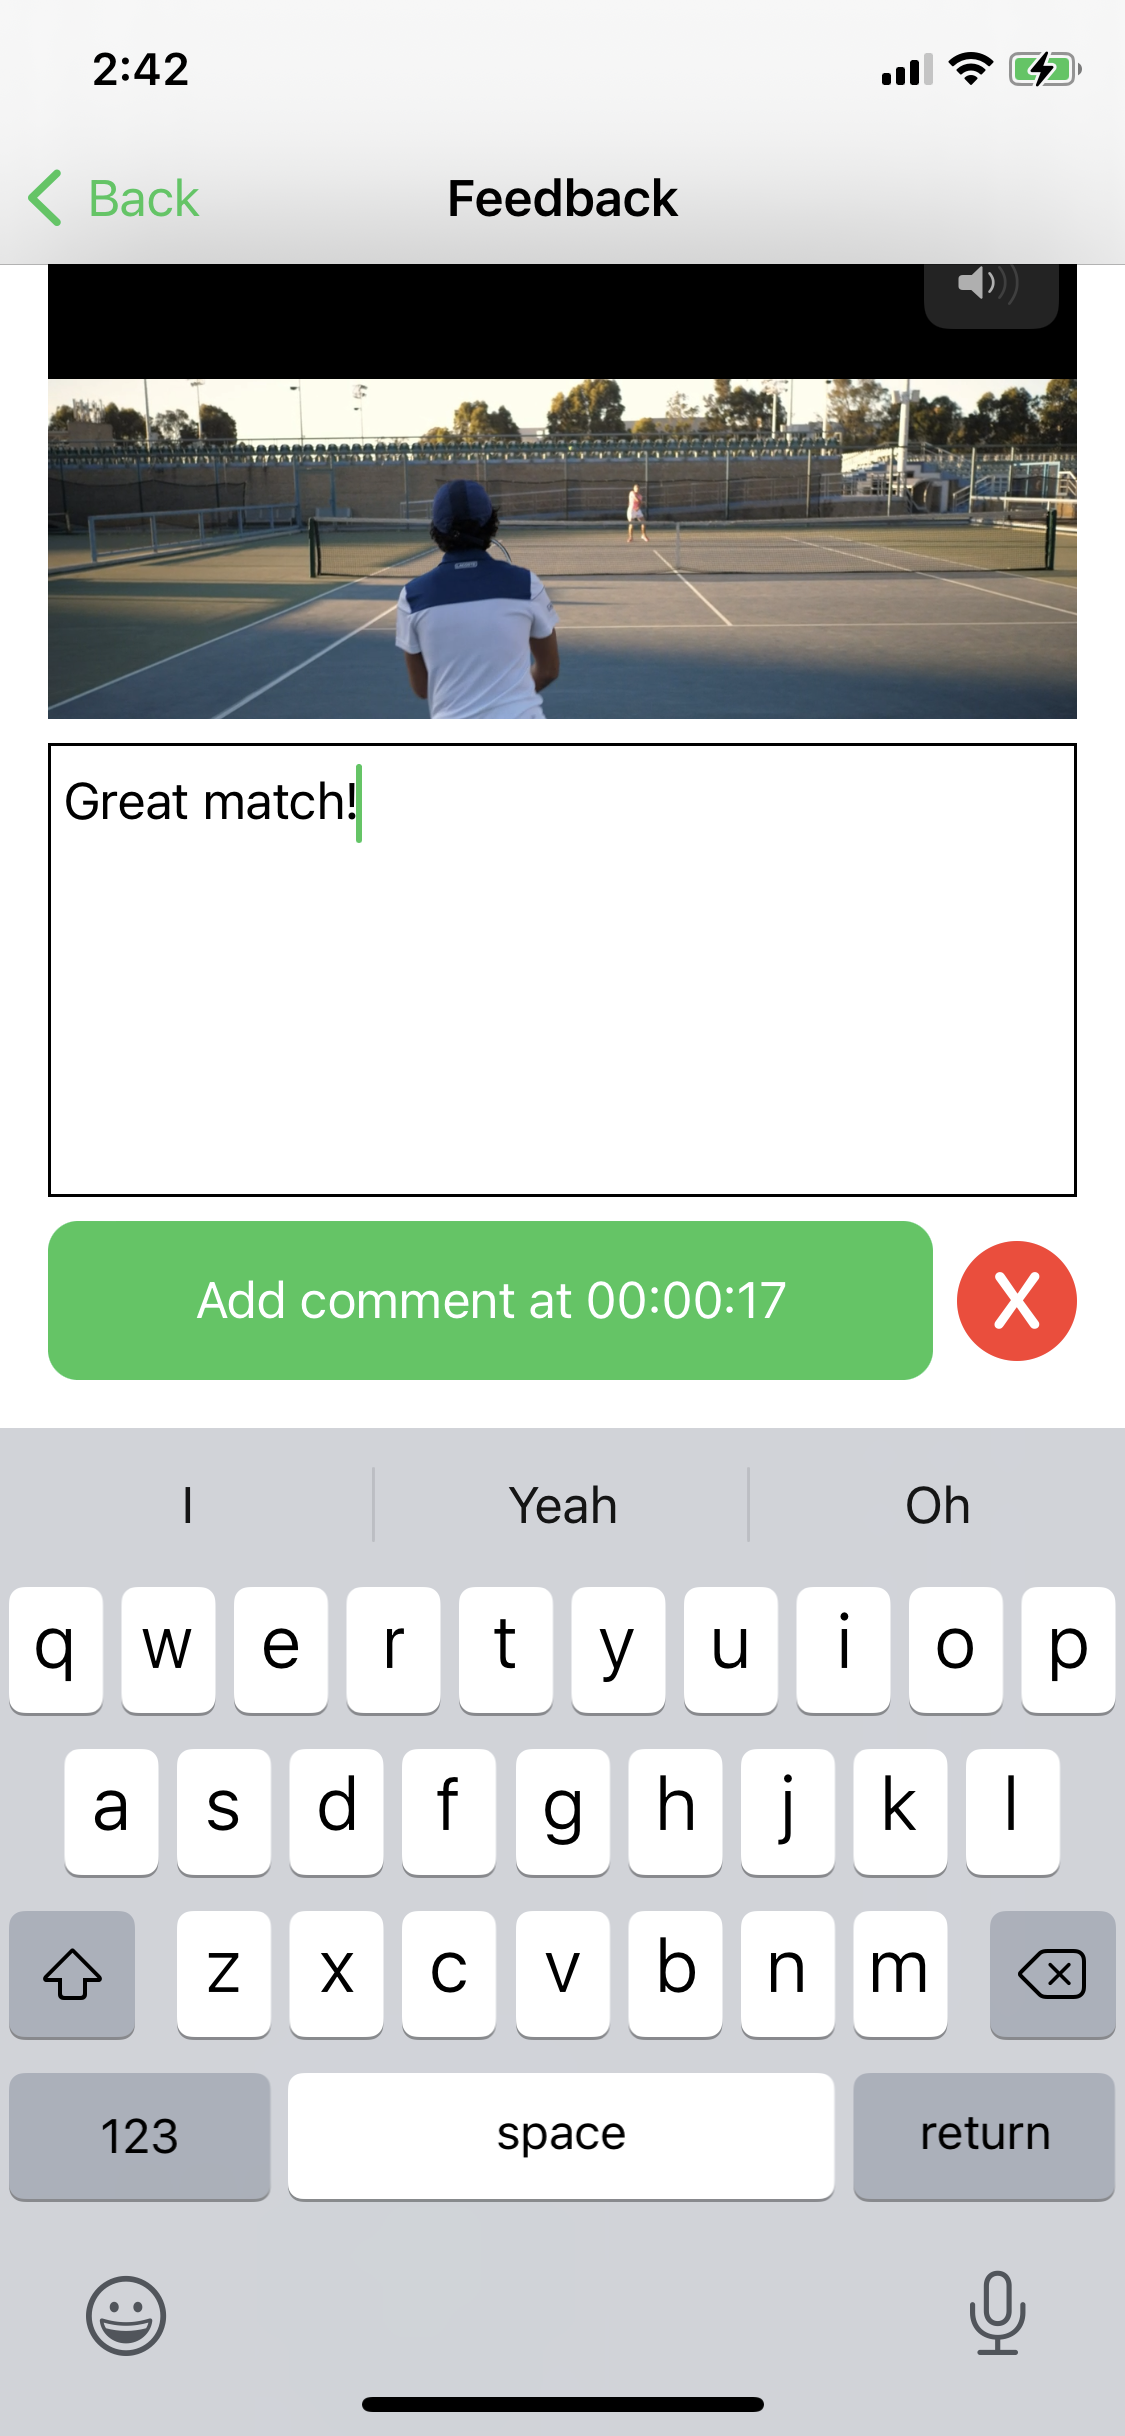 2:42
Back Feedback
Great match!
Add comment at 00:00:17 X
I Yeah Oh
q w e r t y u i o p
a s d f g h j k l
z x c v b n m
123 space return